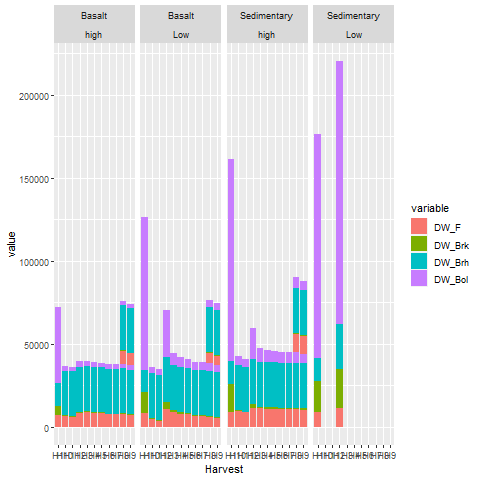 Basalt
Basalt
Sedimentary
Sedimentary
high
Low
high
Low
200000
150000
100000
50000
0
value
Harvest
variable
DW_F
DW_Brk
DW_Brh
DW_Bol